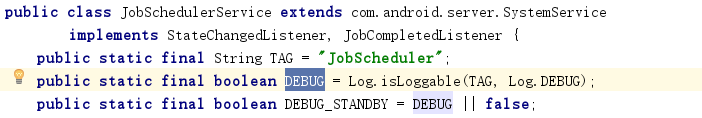 public class JobSchedulerService extends com.android.server.SystemService
implements StateChangedListener, JobCompletedListener {
public static final String TAG = "JobScheduler";
public static final boolean DEBUG = Log.isLoggable(TAG, Log.DEBUG);
public static final boolean DEBUG_STANDBY = DEBUG || false;